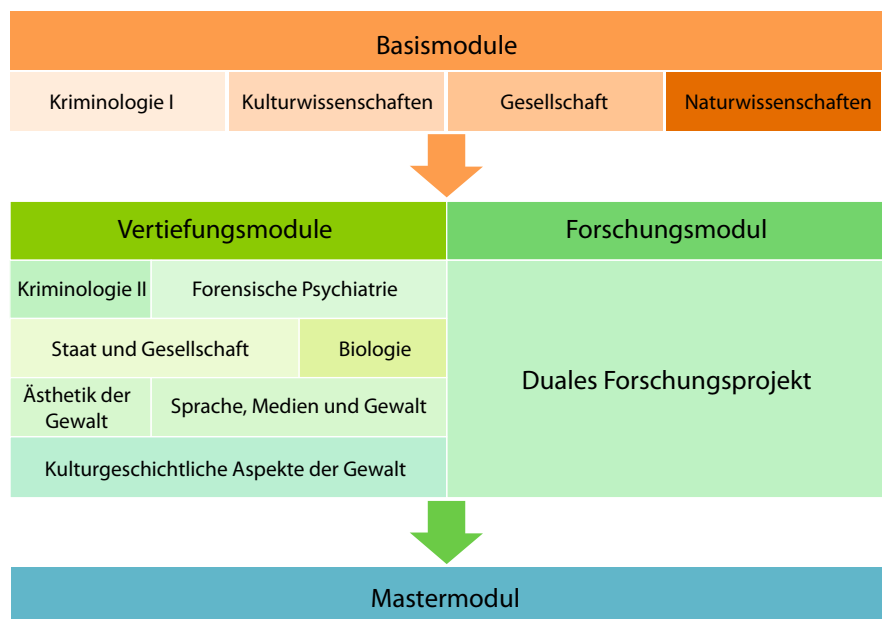 Basismodule
Kriminologie I
Kulturwissenschaften
Gesellschaft
Naturwissenschaften
Vertiefungsmodule
Forschungsmodul
Kriminologie II
Forensische Psychiatrie
Staat und Gesellschaft
Biologie
Ästhetik der
Gewalt
Sprache, Medien und Gewalt
Kulturgeschichtliche Aspekte der Gewalt
Duales Forschungsprojekt
Mastermodul